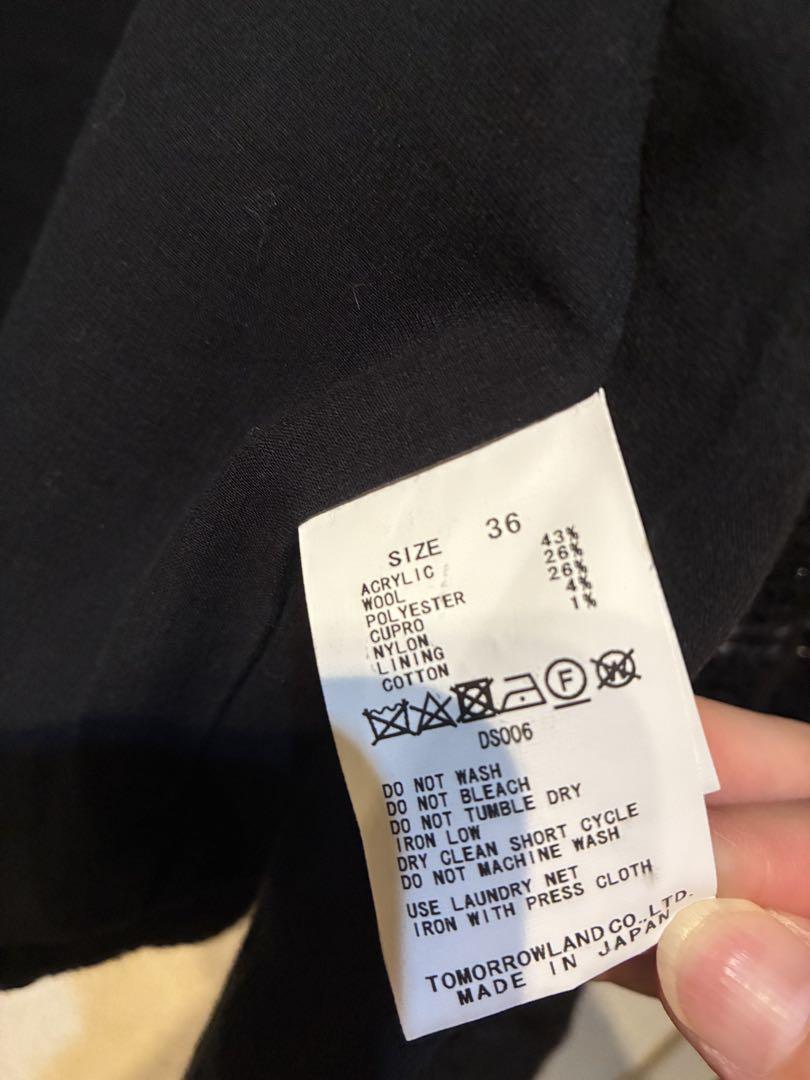 SIZE 36
ACRYLIC 43%
WOOL 26%
POLYESTER 26%
CUPRO 4%
NYLON 1%
LINING
COTTON
F W
DS006
DO NOT WASH
DO NOT BLEACH
DO NOT TUMBLE DRY
IRON LOW
DRY CLEAN SHORT CYCLE
DO NOT MACHINE WASH
USE LAUNDRY NET
IRON WITH PRESS CLOTH
TOMORROWLAND CO.,LTD.
MADE IN JAPAN